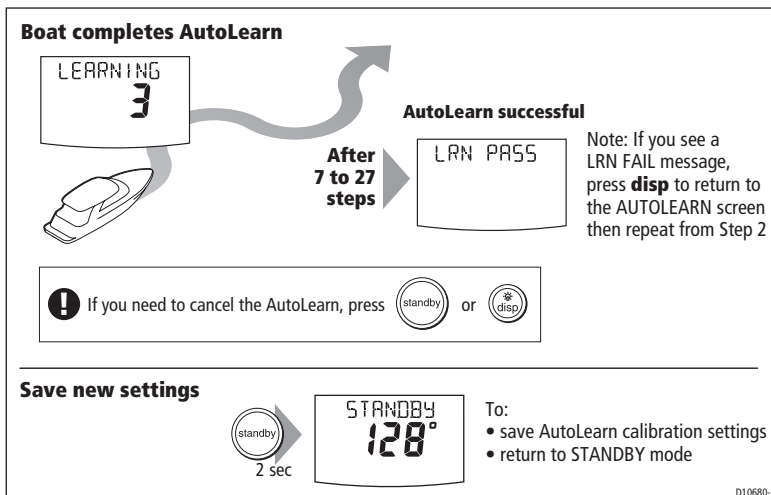 Boat completes AutoLearn
LEARNING
3
AutoLearn successful
After
7 to 27
steps
LRN PASS
Note: If you see a
LRN FAIL message,
press disp to return to
the AUTOLEARN screen
then repeat from Step 2
! If you need to cancel the AutoLearn, press standby or disp
Save new settings
standby
2 sec
STANDBY
128°
To:
• save AutoLearn calibration settings
• return to STANDBY mode
D10680-